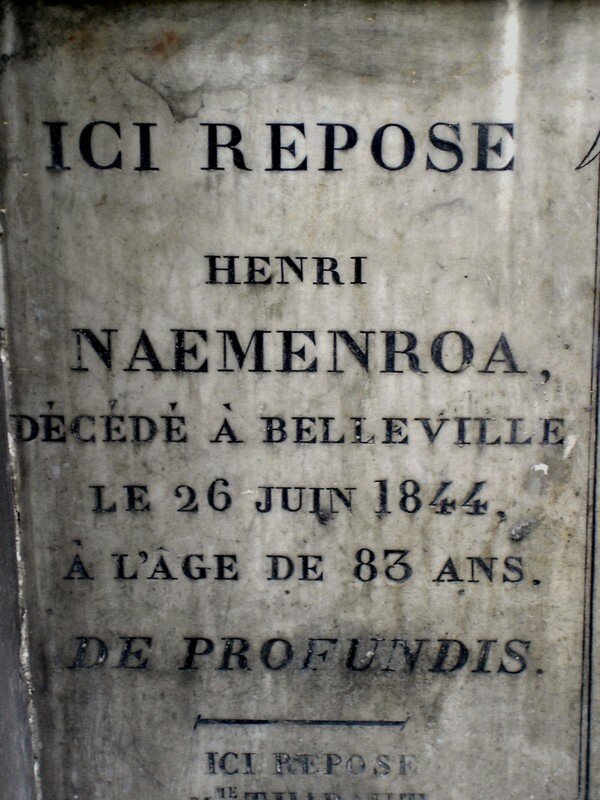 ICI REPOSE
HENRI
NAEMENROA,
DÉCÉDÉ À BELLEVILLE
LE 26 JUIN 1844,
À L'ÂGE DE 83 ANS.
DE PROFUNDIS.
ICI REPOSE